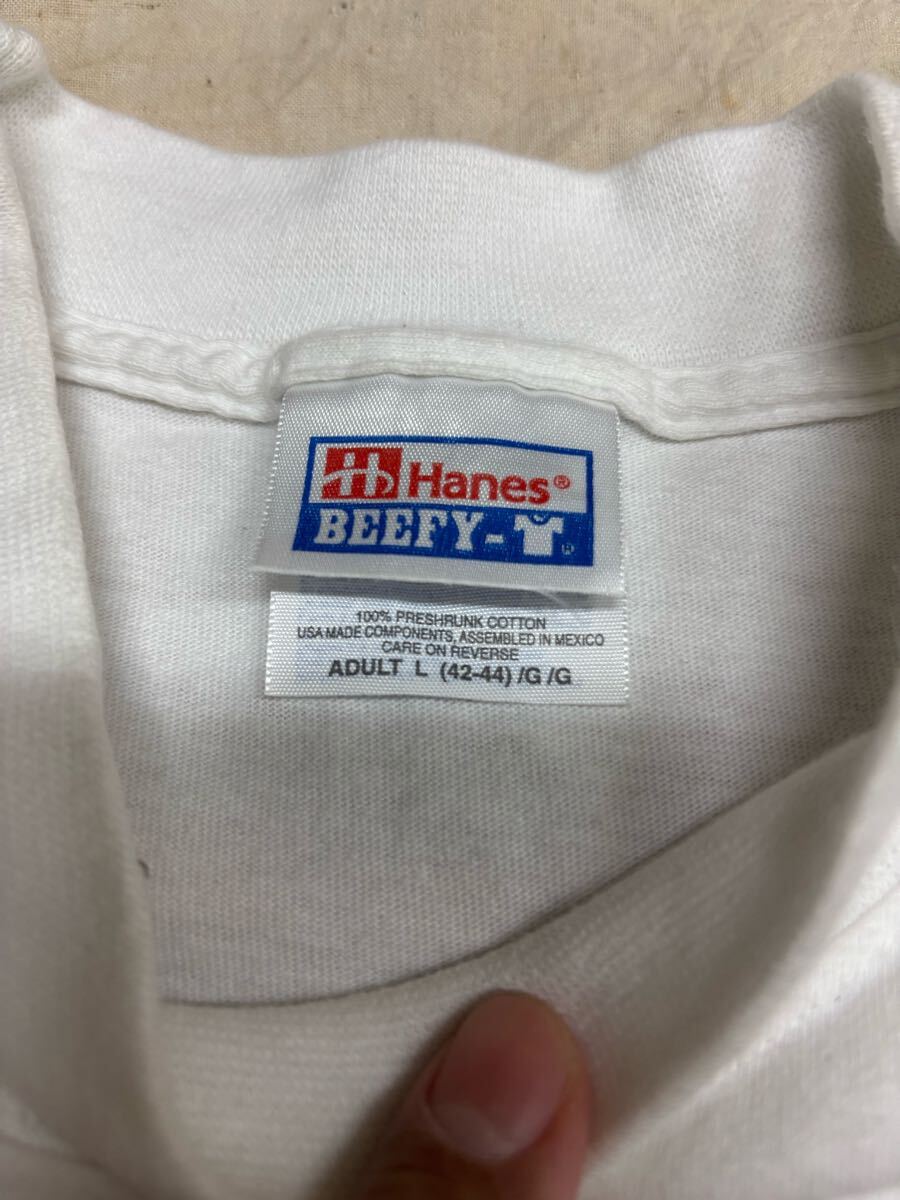 Hanes®
BEEFY-T®
100% PRESHRUNK COTTON
USA MADE COMPONENTS, ASSEMBLED IN MEXICO
CARE ON REVERSE
ADULT L (42-44) /G /G